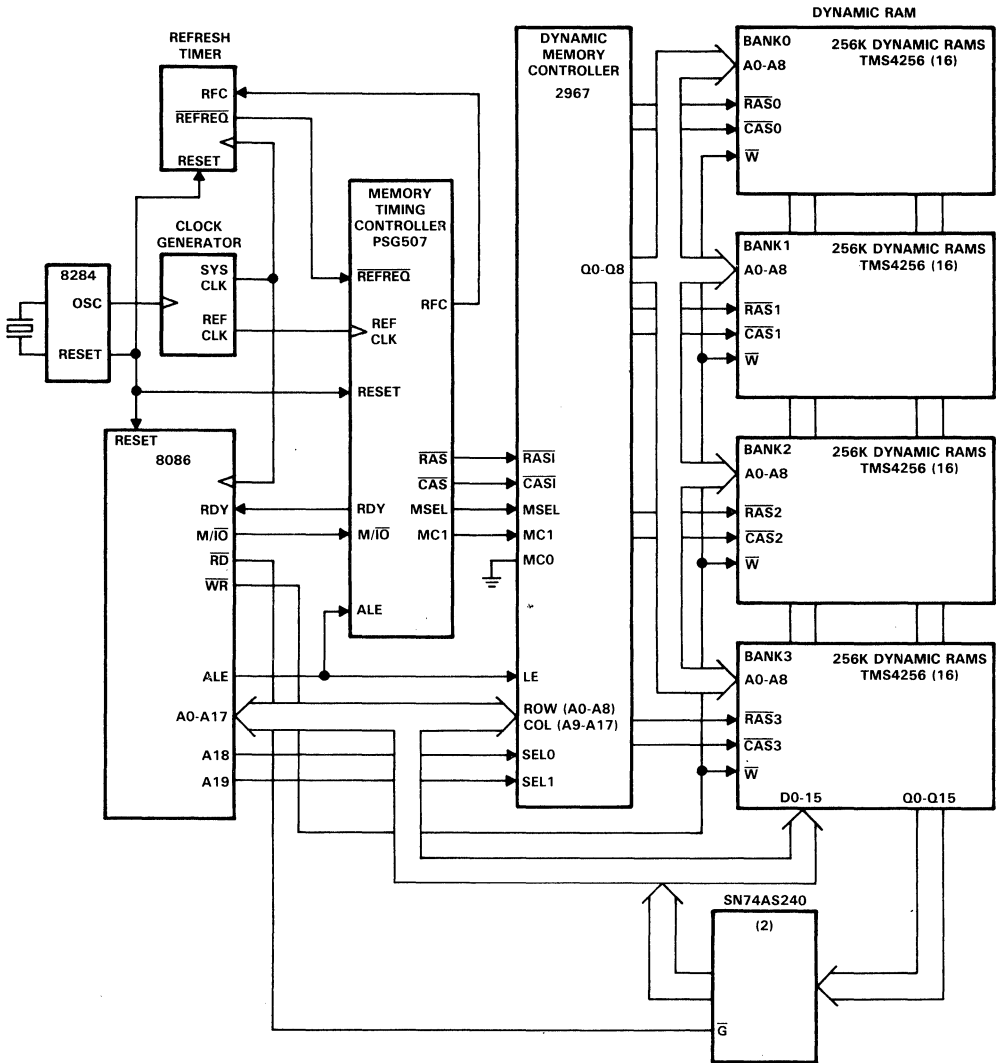 DYNAMIC RAM
REFRESH
TIMER
RFC
REFREQ
RESET
CLOCK
GENERATOR
SYS
CLK
REF
CLK
8284
OSC
RESET
MEMORY
TIMING
CONTROLLER
PSG507
REFREQ
RFC
REF
CLK
RESET
RAS
CAS
RDY
MSEL
M/IO
MC1
ALE
RESET
8086
RDY
M/IO
RD
WR
ALE
A0-A17
A18
A19
DYNAMIC
MEMORY
CONTROLLER
2967
Q0-Q8
RASI
CASI
MSEL
MC1
MC0
LE
ROW (A0-A8)
COL (A9-A17)
SEL0
SEL1
BANK0
256K DYNAMIC RAMS
A0-A8
TMS4256 (16)
RAS0
CAS0
W
BANK1
256K DYNAMIC RAMS
A0-A8
TMS4256 (16)
RAS1
CAS1
W
BANK2
256K DYNAMIC RAMS
A0-A8
TMS4256 (16)
RAS2
CAS2
W
BANK3
256K DYNAMIC RAMS
A0-A8
TMS4256 (16)
RAS3
CAS3
W
D0-15
Q0-Q15
SN74AS240
(2)
G